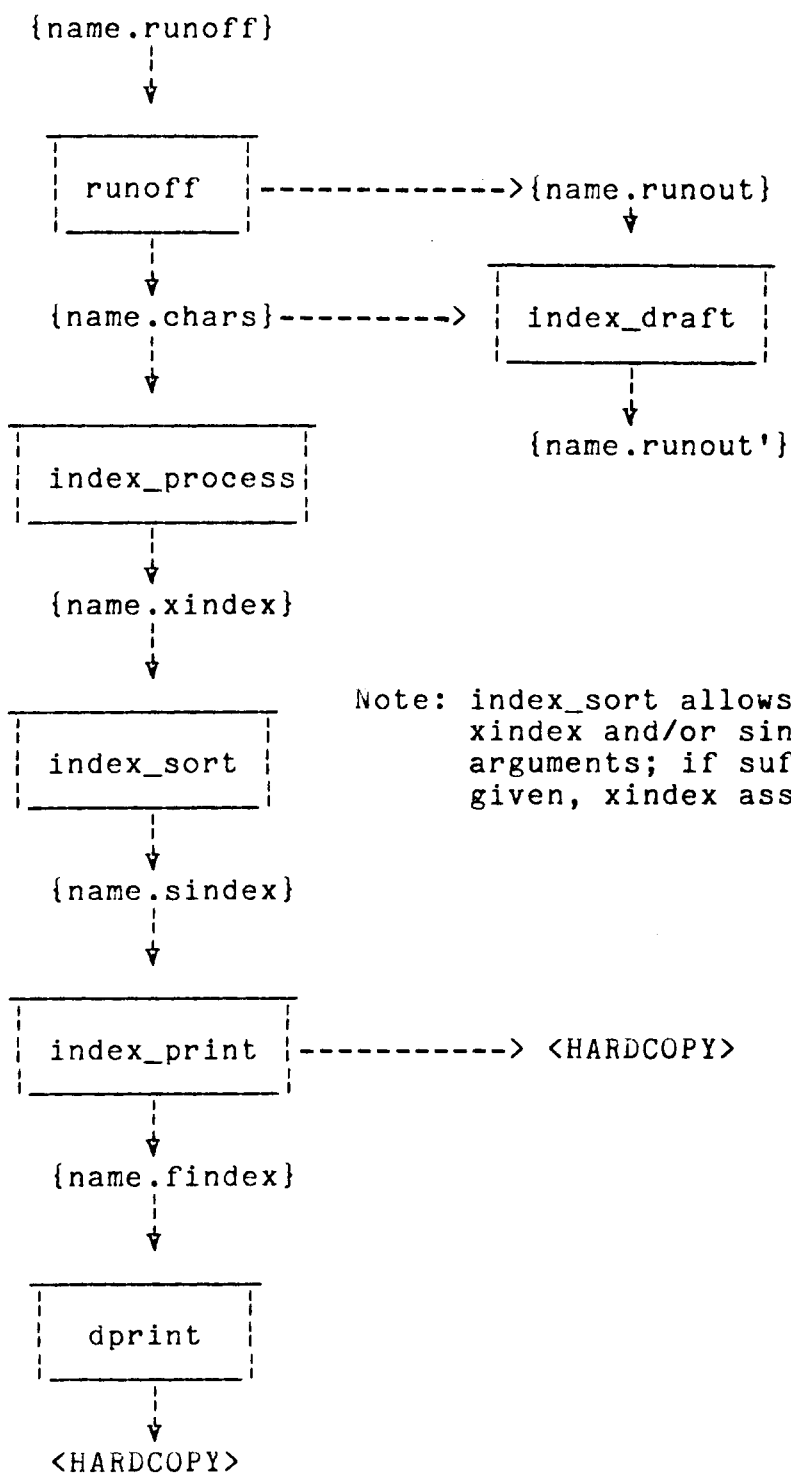 {name.runoff}
runoff
{name.runout}
{name.chars}
index_draft
{name.runout'}
index_process
{name.xindex}
Note: index_sort allows
xindex and/or sin
arguments; if suf
given, xindex ass
index_sort
{name.sindex}
index_print
<HARDCOPY>
{name.findex}
dprint
<HARDCOPY>